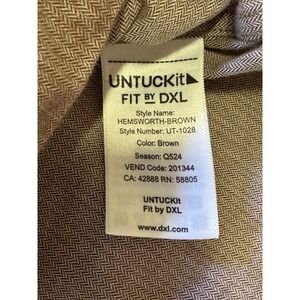 UNTUCKit
FIT BY DXL
Style Name:
HEMSWORTH-BROWN
Style Number: UT-1028
Color: Brown
Season: Q524
VEND Code: 201344
CA: 42888 RN: 58805
UNTUCKit
Fit by DXL
www.dxl.com